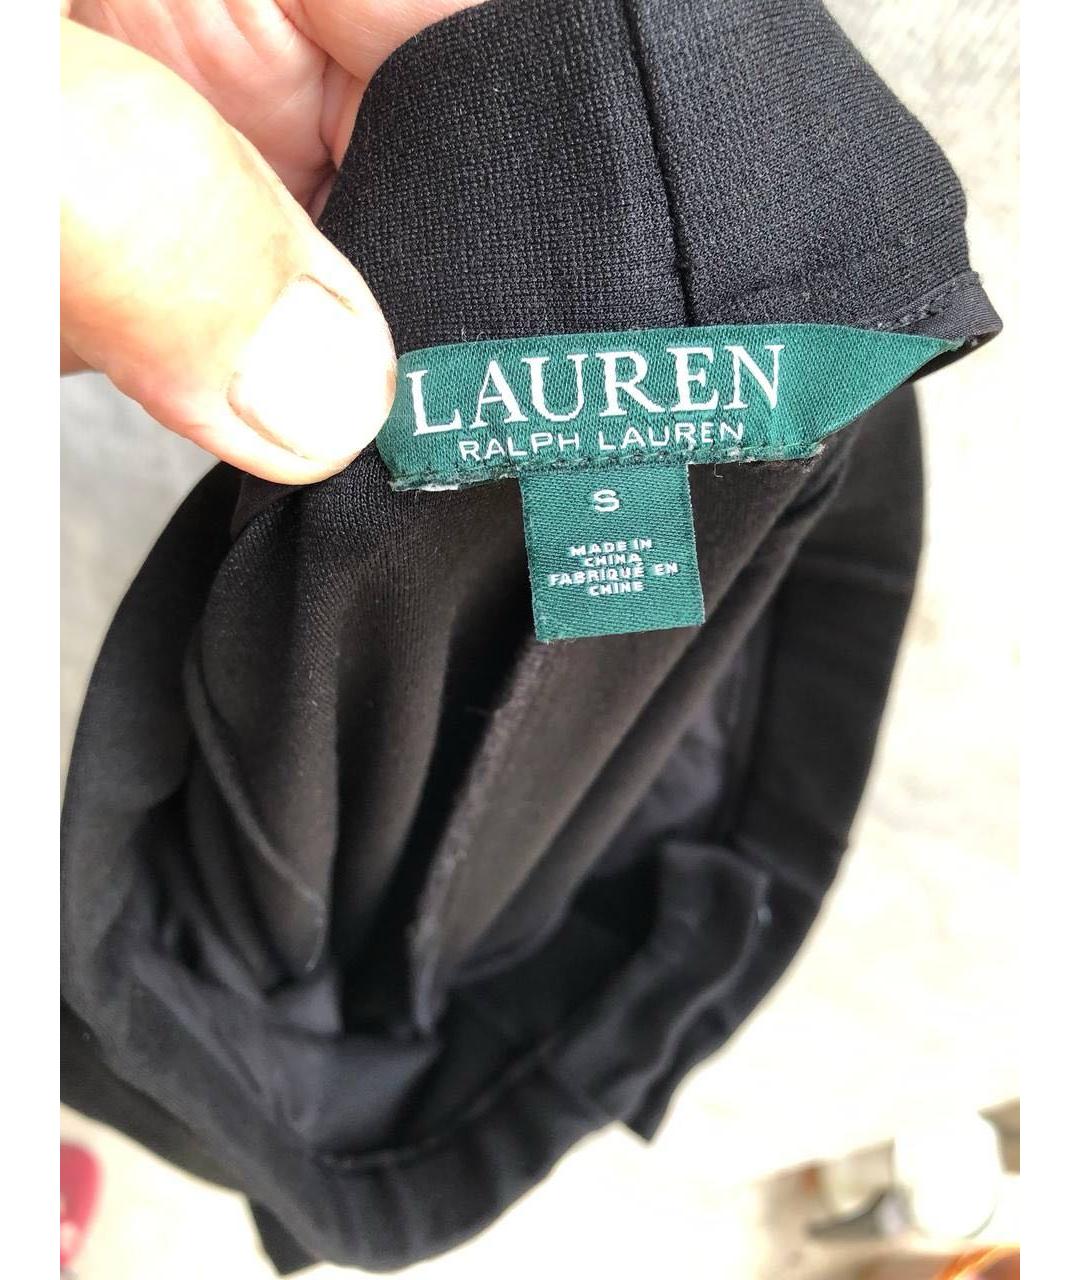 LAUREN
RALPH LAUREN
S
MADE IN
CHINA
FABRIQUÉ EN
CHINE